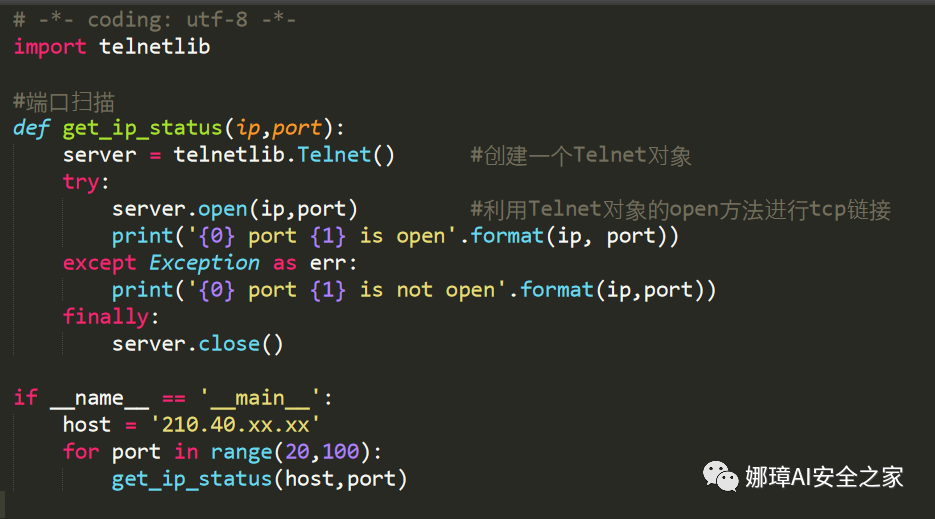 # -*- coding: utf-8 -*-
import telnetlib

#端口扫描
def get_ip_status(ip,port):
    server = telnetlib.Telnet()      #创建一个Telnet对象
    try:
        server.open(ip,port)         #利用Telnet对象的open方法进行tcp链接
        print('{0} port {1} is open'.format(ip, port))
    except Exception as err:
        print('{0} port {1} is not open'.format(ip,port))
    finally:
        server.close()

if __name__ == '__main__':
    host = '210.40.xx.xx'
    for port in range(20,100):
        get_ip_status(host,port)
娜璋AI安全之家